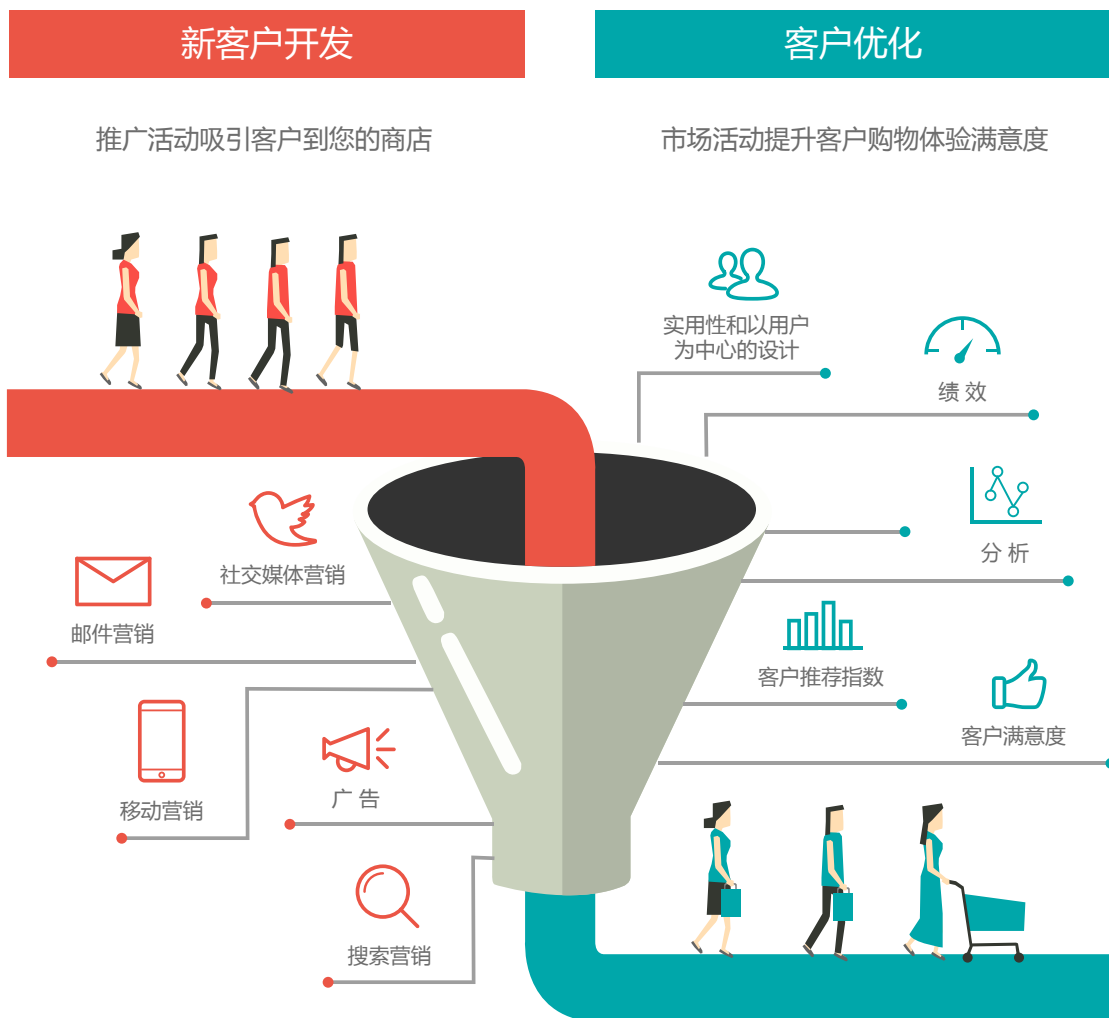 新客户开发
推广活动吸引客户到您的商店
社交媒体营销
邮件营销
移动营销
广 告
搜索营销
客户优化
市场活动提升客户购物体验满意度
实用性和以用户
为中心的设计
绩 效
分 析
客户推荐指数
客户满意度